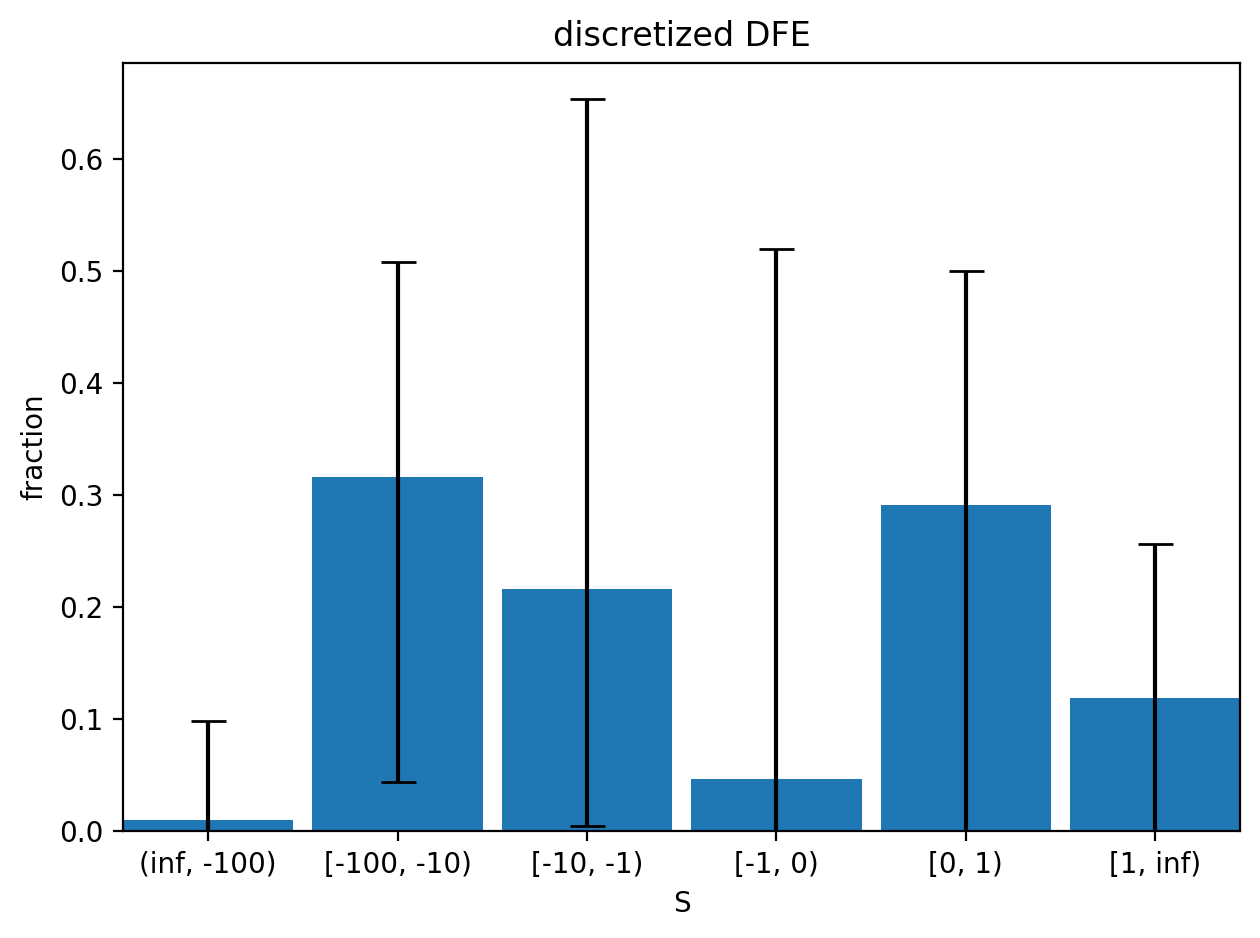 discretized DFE
fraction
0.6
0.5
0.4
0.3
0.2
0.1
0.0
(inf, -100) [-100, -10) [-10, -1) [-1, 0) [0, 1) [1, inf)
S